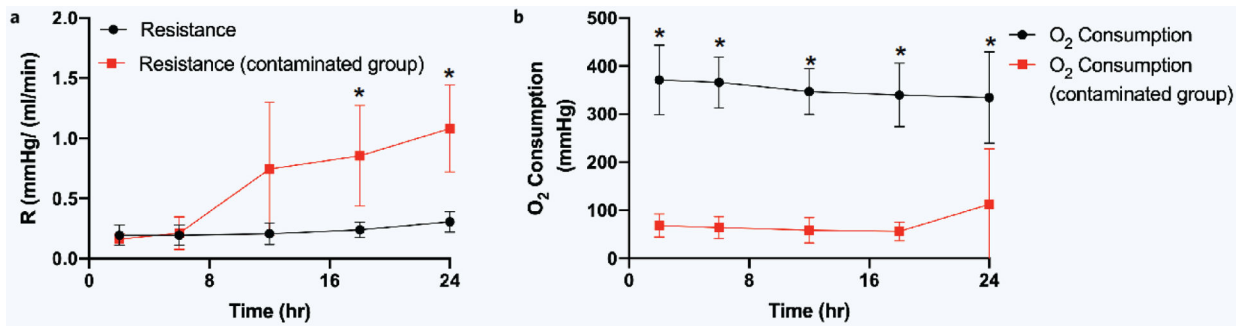 a
R (mmHg/ (ml/min)
2.0
1.5
1.0
0.5
0.0
Resistance
Resistance (contaminated group)
*
*
0
8
16
24
Time (hr)
b
O₂ Consumption
(mmHg)
500
400
300
200
100
0
*
*
*
*
*
0
8
16
24
Time (hr)
O₂ Consumption
O₂ Consumption
(contaminated group)